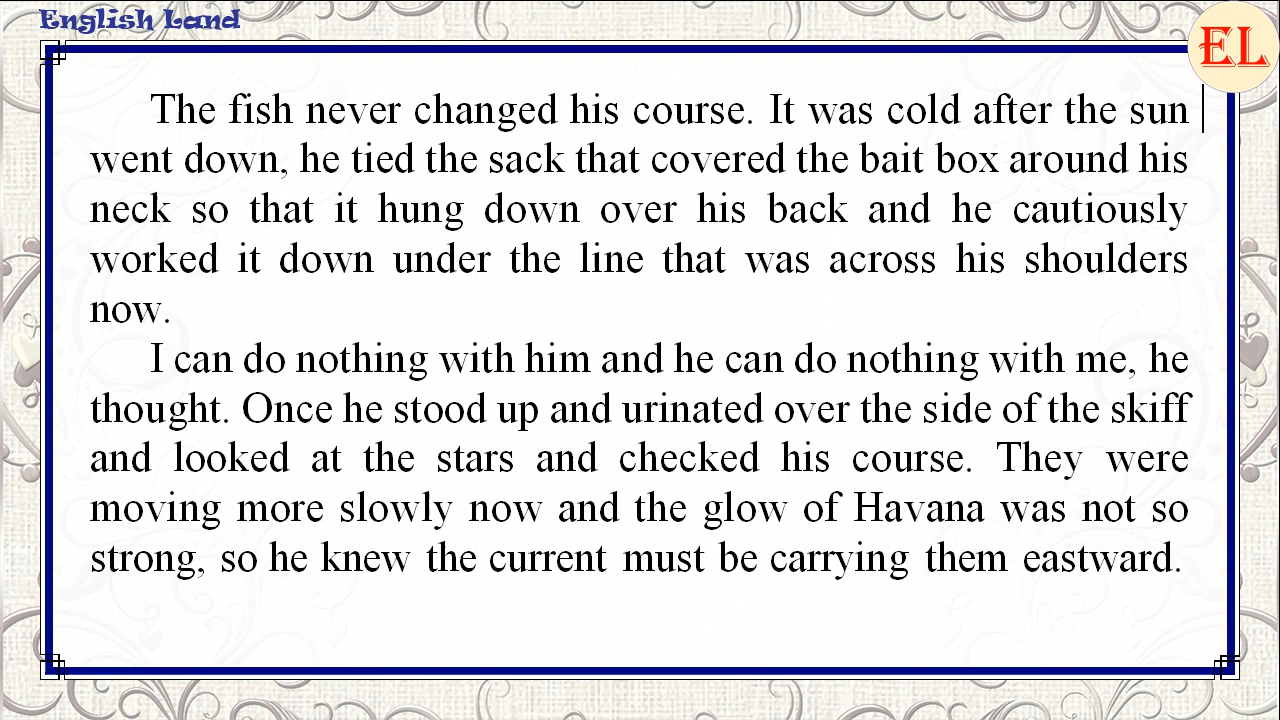 English Land
EL
The fish never changed his course. It was cold after the sun
went down, he tied the sack that covered the bait box around his
neck so that it hung down over his back and he cautiously
worked it down under the line that was across his shoulders
now.
I can do nothing with him and he can do nothing with me, he
thought. Once he stood up and urinated over the side of the skiff
and looked at the stars and checked his course. They were
moving more slowly now and the glow of Havana was not so
strong, so he knew the current must be carrying them eastward.